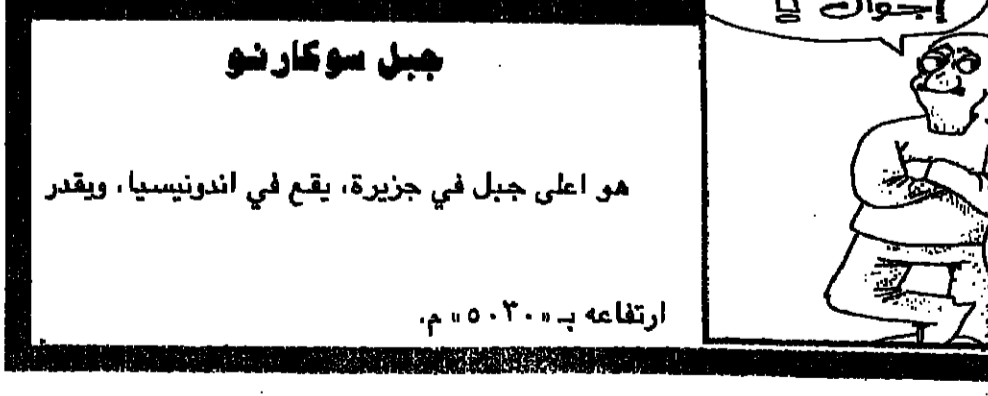 جبل سوكارنو
هو اعلى جبل في جزيرة، يقع في اندونيسيا، ويقدر
ارتفاعه بـ «٥٠٣٠» م.